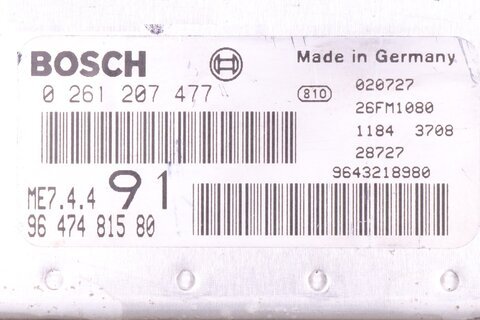 BOSCH
Made in Germany
0 261 207 477
810
020727
26FM1080
1184 3708
28727
9643218980
ME7.4.4 91
96 474 815 80